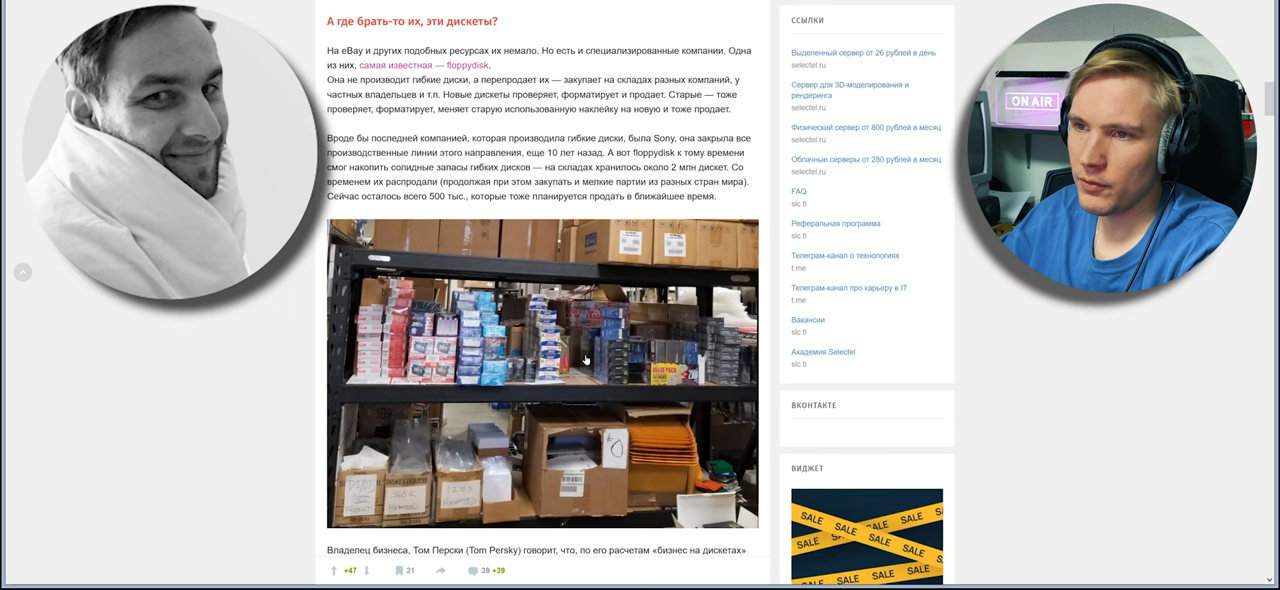 А где брать-то их, эти дискеты?
На eBay и других подобных ресурсах их немало. Но есть и специализированные компании. Одна
из них, самая известная — floppydisk.
Она не производит гибкие диски, а перепродает их — закупает на складах разных компаний, у
частных владельцев и т.п. Новые дискеты проверяет, форматирует и продает. Старые — тоже
проверяет, форматирует, меняет старую использованную наклейку на новую и тоже продает.
Вроде бы последней компанией, которая производила гибкие диски, была Sony, она закрыла все
производственные линии этого направления, еще 10 лет назад. А вот floppydisk к тому времени
смог накопить солидные запасы гибких дисков — на складах хранилось около 2 млн дискет. Со
временем их распродали (продолжая при этом закупать и мелкие партии из разных стран мира).
Сейчас осталось всего 500 тыс., которые тоже планируется продать в ближайшее время.
VALUE PACK
Владелец бизнеса, Том Перски (Tom Persky) говорит, что, по его расчетам «бизнес на дискетах»
+47
21
39 +39
ССЫЛКИ
Выделенный сервер от 26 рублей в день
selectel.ru
Сервер для 3D-моделирования и
рендеринга
selectel.ru
Физический сервер от 800 рублей в месяц
selectel.ru
Облачные серверы от 280 рублей в месяц
selectel.ru
FAQ
slc.tl
Реферальная программа
slc.tl
Телеграм-канал о технологиях
t.me
Телеграм-канал про карьеру в IT
t.me
Вакансии
slc.tl
Академия Selectel
slc.tl
ВКОНТАКТЕ
ВИДЖЕТ
SALE SALE SALE SALE
SALE SALE SALE SALE
SALE SALE SALE
ON AIR